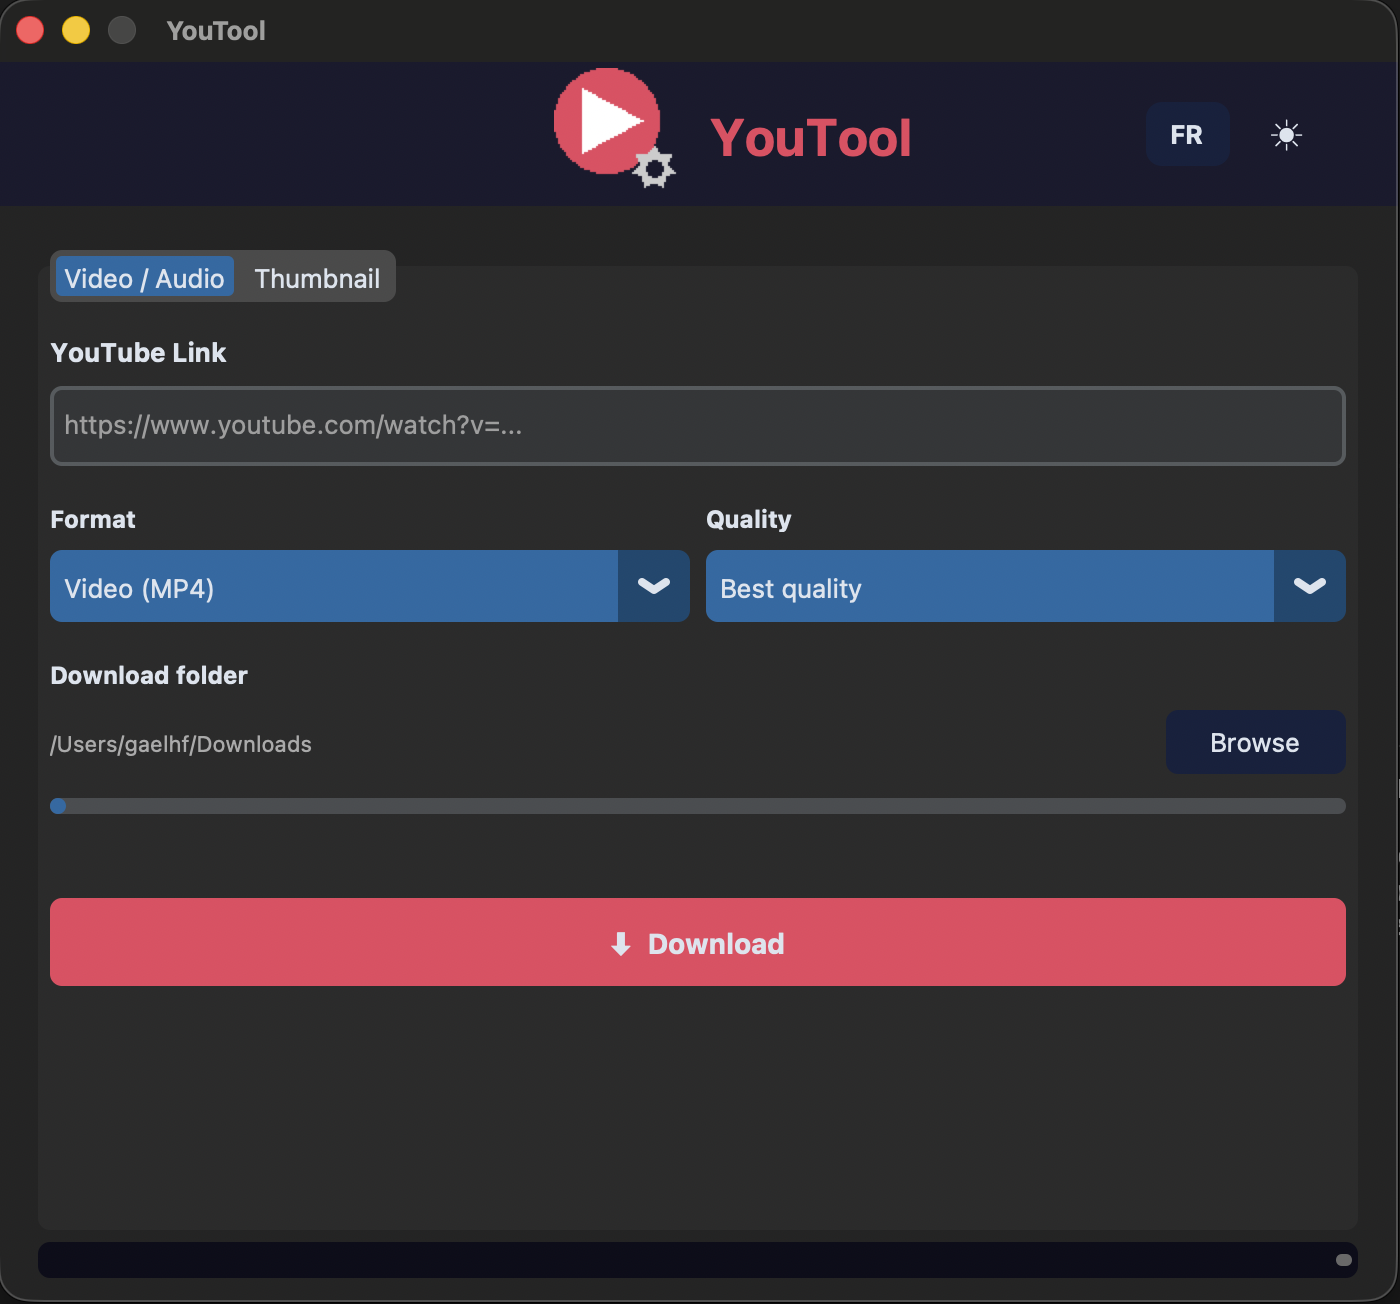 YouTool
YouTool
FR
Video / Audio
Thumbnail
YouTube Link
https://www.youtube.com/watch?v=...
Format
Quality
Video (MP4)
Best quality
Download folder
/Users/gaelhf/Downloads
Browse
⬇ Download